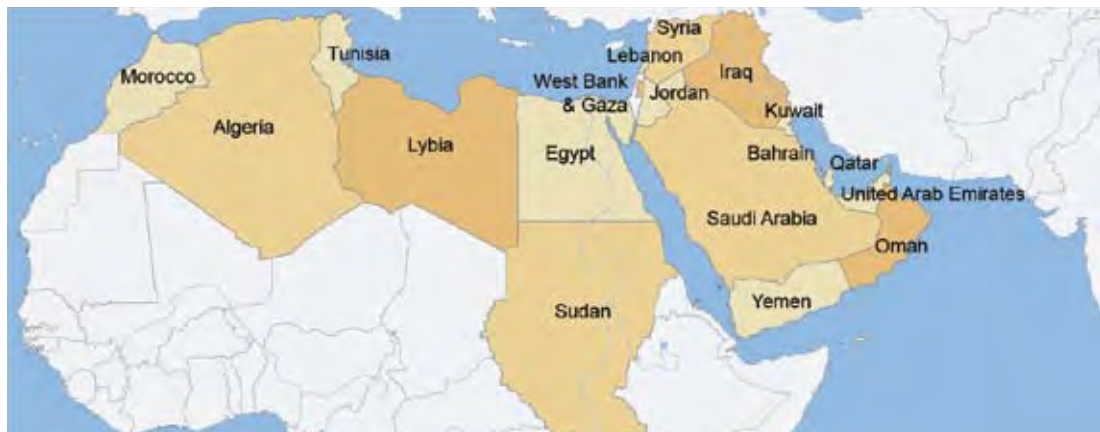 Syria
Tunisia
Lebanon
Morocco
West Bank
& Gaza
Iraq
Jordan
Kuwait
Algeria
Lybia
Egypt
Bahrain
Qatar
United Arab Emirates
Saudi Arabia
Oman
Sudan
Yemen